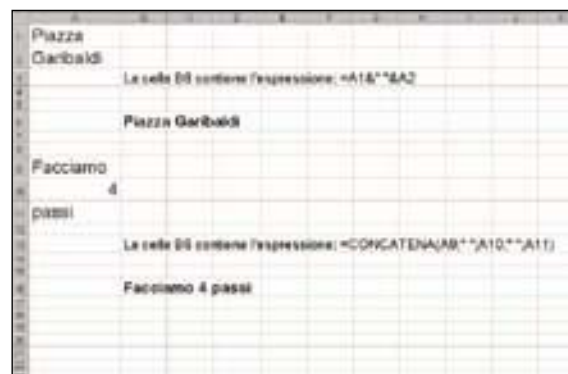 Piazza
Garibaldi
La cella B6 contiene l'espressione: =A1&" "&A2
Piazza Garibaldi
Facciamo
4
passi
La cella B6 contiene l'espressione: =CONCATENA(A9;" ";A10;" ";A11)
Facciamo 4 passi